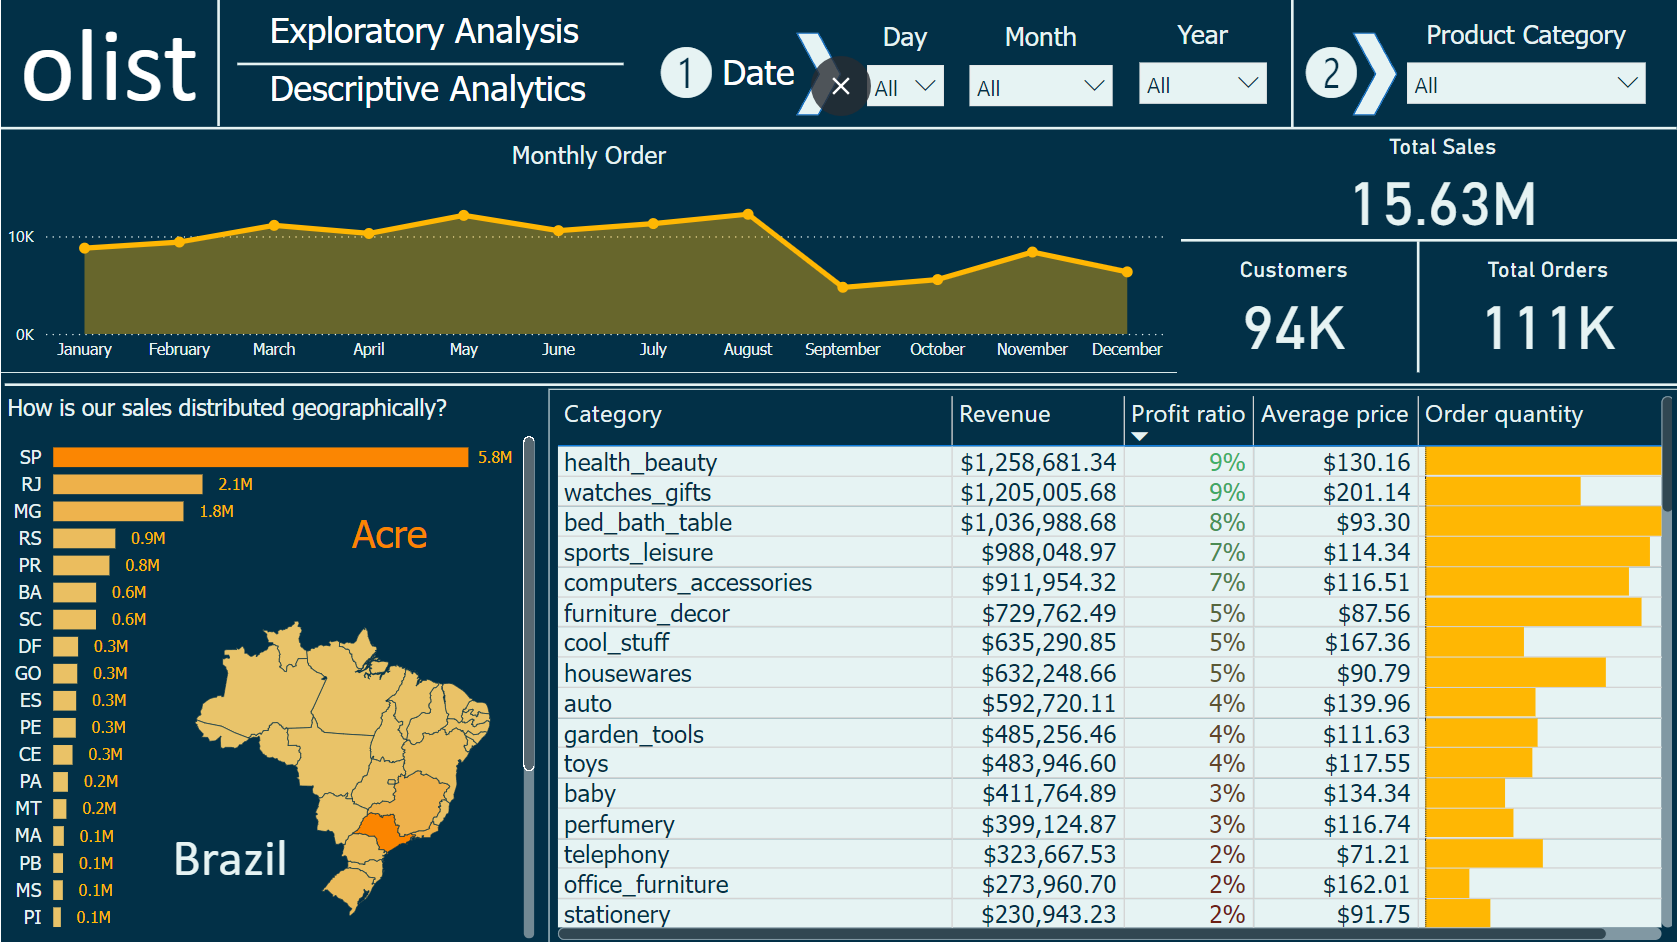 olist
Exploratory Analysis
Descriptive Analytics
1 Date
Day
All
Month
All
Year
All
2
Product Category
All
Monthly Order
10K
0K
January February March April May June July August September October November December
Total Sales
15.63M
Customers
94K
Total Orders
111K
How is our sales distributed geographically?
SP 5.8M
RJ 2.1M
MG 1.8M
RS 0.9M
PR 0.8M
BA 0.6M
SC 0.6M
DF 0.3M
GO 0.3M
ES 0.3M
PE 0.3M
CE 0.3M
PA 0.2M
MT 0.2M
MA 0.1M
PB 0.1M
MS 0.1M
PI 0.1M
Acre
Brazil
Category Revenue Profit ratio Average price Order quantity
health_beauty $1,258,681.34 9% $130.16
watches_gifts $1,205,005.68 9% $201.14
bed_bath_table $1,036,988.68 8% $93.30
sports_leisure $988,048.97 7% $114.34
computers_accessories $911,954.32 7% $116.51
furniture_decor $729,762.49 5% $87.56
cool_stuff $635,290.85 5% $167.36
housewares $632,248.66 5% $90.79
auto $592,720.11 4% $139.96
garden_tools $485,256.46 4% $111.63
toys $483,946.60 4% $117.55
baby $411,764.89 3% $134.34
perfumery $399,124.87 3% $116.74
telephony $323,667.53 2% $71.21
office_furniture $273,960.70 2% $162.01
stationery $230,943.23 2% $91.75